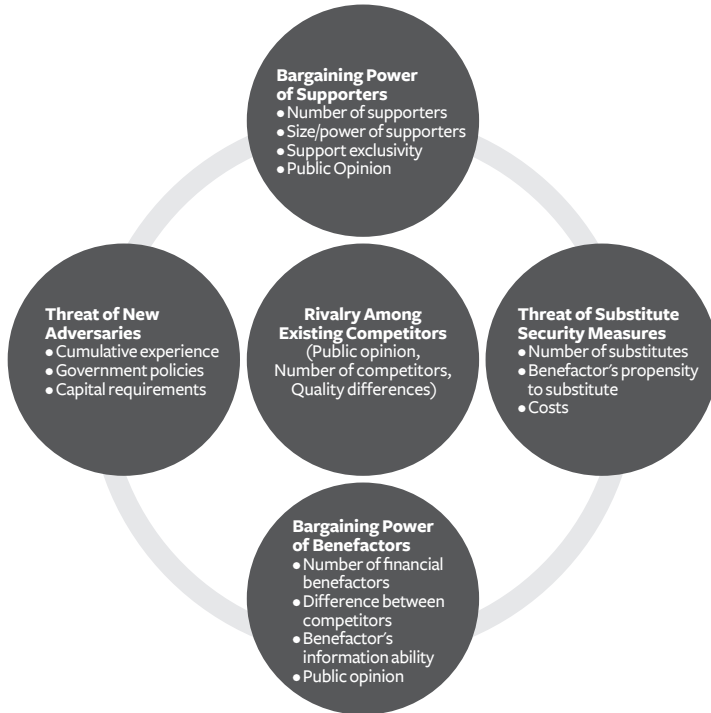 Bargaining Power
of Supporters
• Number of supporters
• Size/power of supporters
• Support exclusivity
• Public Opinion
Threat of New
Adversaries
• Cumulative experience
• Government policies
• Capital requirements
Rivalry Among
Existing Competitors
(Public opinion,
Number of competitors,
Quality differences)
Threat of Substitute
Security Measures
• Number of substitutes
• Benefactor's propensity
to substitute
• Costs
Bargaining Power
of Benefactors
• Number of financial
benefactors
• Difference between
competitors
• Benefactor's
information ability
• Public opinion